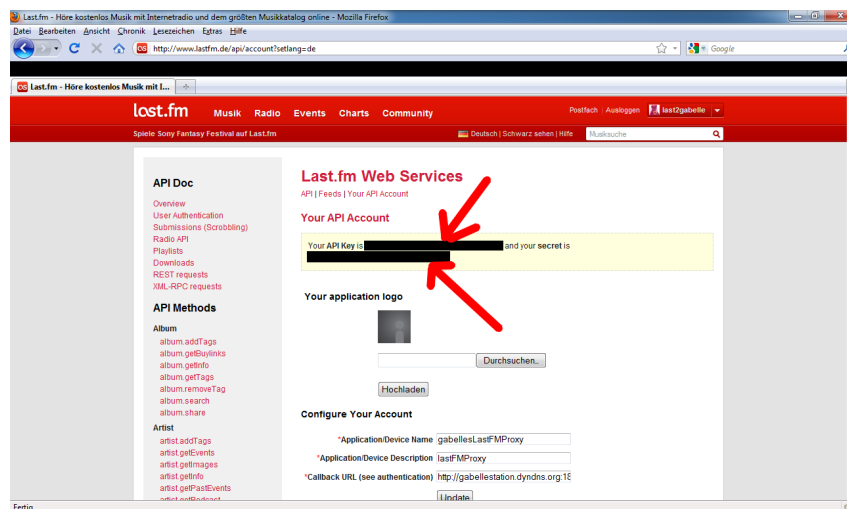 Last.fm - Höre kostenlos Musik mit Internetradio und dem größten Musikkatalog online - Mozilla Firefox
Datei Bearbeiten Ansicht Chronik Lesezeichen Extras Hilfe
http://www.lastfm.de/api/account?setlang=de
Google
Last.fm - Höre kostenlos Musik mit I...
last.fm Musik Radio Events Charts Community Postfach | Ausloggen last2gabelle
Spiele Sony Fantasy Festival auf Last.fm Deutsch | Schwarz sehen | Hilfe Musiksuche
API Doc
Overview
User Authentication
Submissions (Scrobbling)
Radio API
Playlists
Downloads
REST requests
XML-RPC requests
API Methods
Album
album.addTags
album.getBuylinks
album.getInfo
album.getTags
album.removeTag
album.search
album.share
Artist
artist.addTags
artist.getEvents
artist.getImages
artist.getInfo
artist.getPastEvents
artist.getPodcast
Last.fm Web Services
API | Feeds | Your API Account
Your API Account
Your API Key is and your secret is
Your application logo
Durchsuchen..
Hochladen
Configure Your Account
*Application/Device Name gabellesLastFMProxy
*Application/Device Description lastFMProxy
*Callback URL (see authentication) http://gabellestation.dyndns.org:18
Update
Fertig